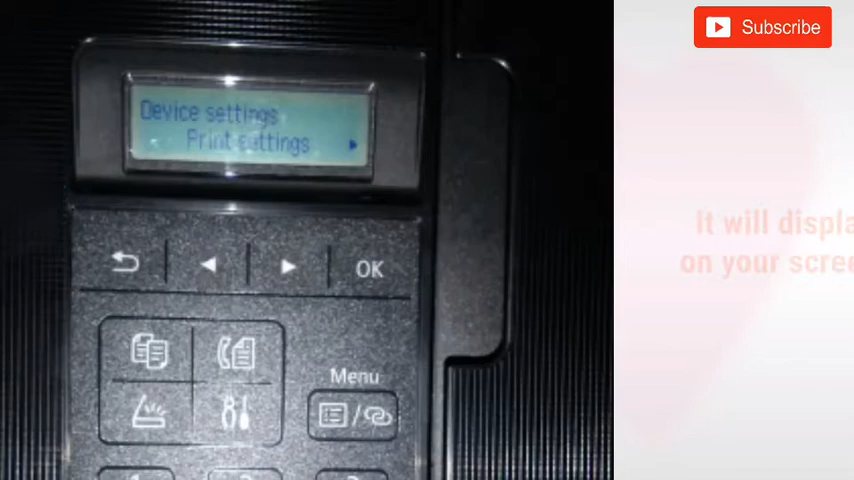 Subscribe
Device settings
Print settings
It will displa
on your scree
OK
Menu